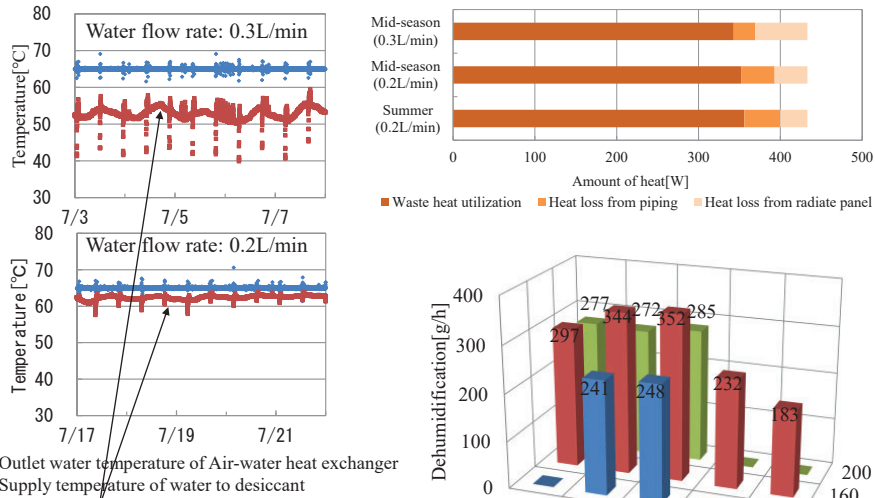 80
Water flow rate: 0.3L/min
70
60
50
40
30
Temperature[℃]
7/3
7/5
7/7
80
Water flow rate: 0.2L/min
70
60
50
40
30
Temperature[℃]
7/17
7/19
7/21
Outlet water temperature of Air-water heat exchanger
Supply temperature of water to desiccant
Mid-season
(0.3L/min)
Mid-season
(0.2L/min)
Summer
(0.2L/min)
0
100
200
300
400
500
Amount of heat[W]
Waste heat utilization
Heat loss from piping
Heat loss from radiate panel
Dehumidification[g/h]
400
300
200
100
0
277
272
285
297
344
352
232
183
241
248
200
160